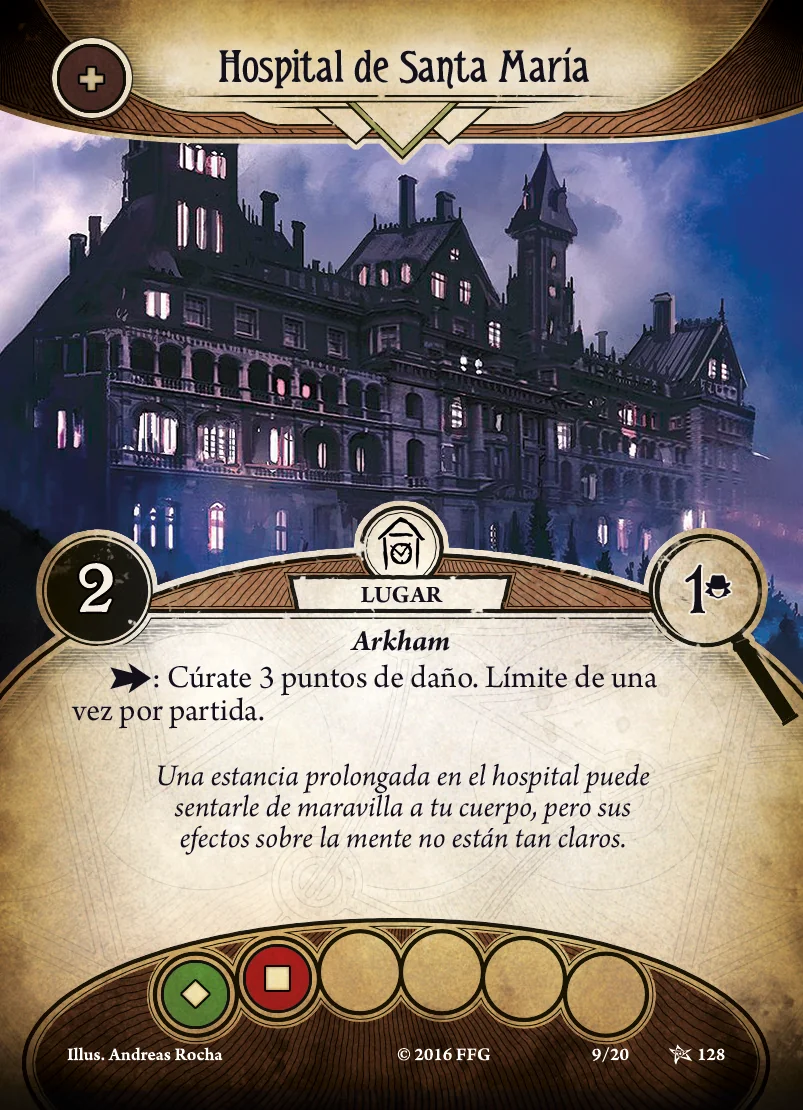 Hospital de Santa María
2
1
LUGAR
Arkham
: Cúrate 3 puntos de daño. Límite de una
vez por partida.
Una estancia prolongada en el hospital puede
sentarle de maravilla a tu cuerpo, pero sus
efectos sobre la mente no están tan claros.
Illus. Andreas Rocha © 2016 FFG 9/20 128